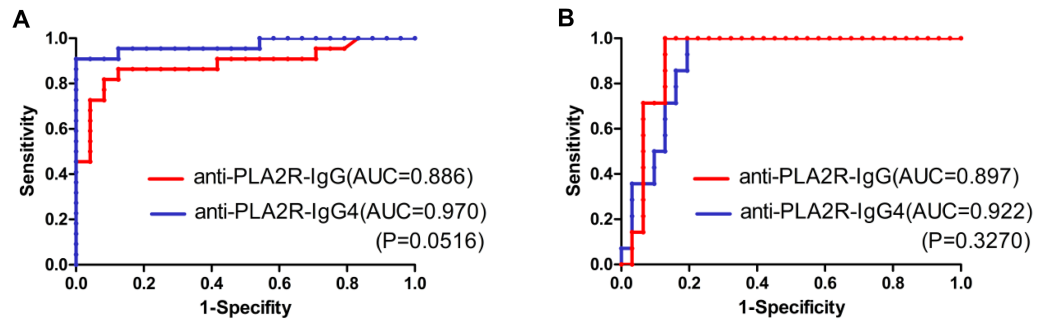 A
1.0
0.8
0.6
0.4
0.2
0.0
Sensitivity
anti-PLA2R-IgG(AUC=0.886)
anti-PLA2R-IgG4(AUC=0.970)
(P=0.0516)
0.0 0.2 0.4 0.6 0.8 1.0
1-Specifity
B
1.0
0.8
0.6
0.4
0.2
0.0
Sensitivity
anti-PLA2R-IgG(AUC=0.897)
anti-PLA2R-IgG4(AUC=0.922)
(P=0.3270)
0.0 0.2 0.4 0.6 0.8 1.0
1-Specificity